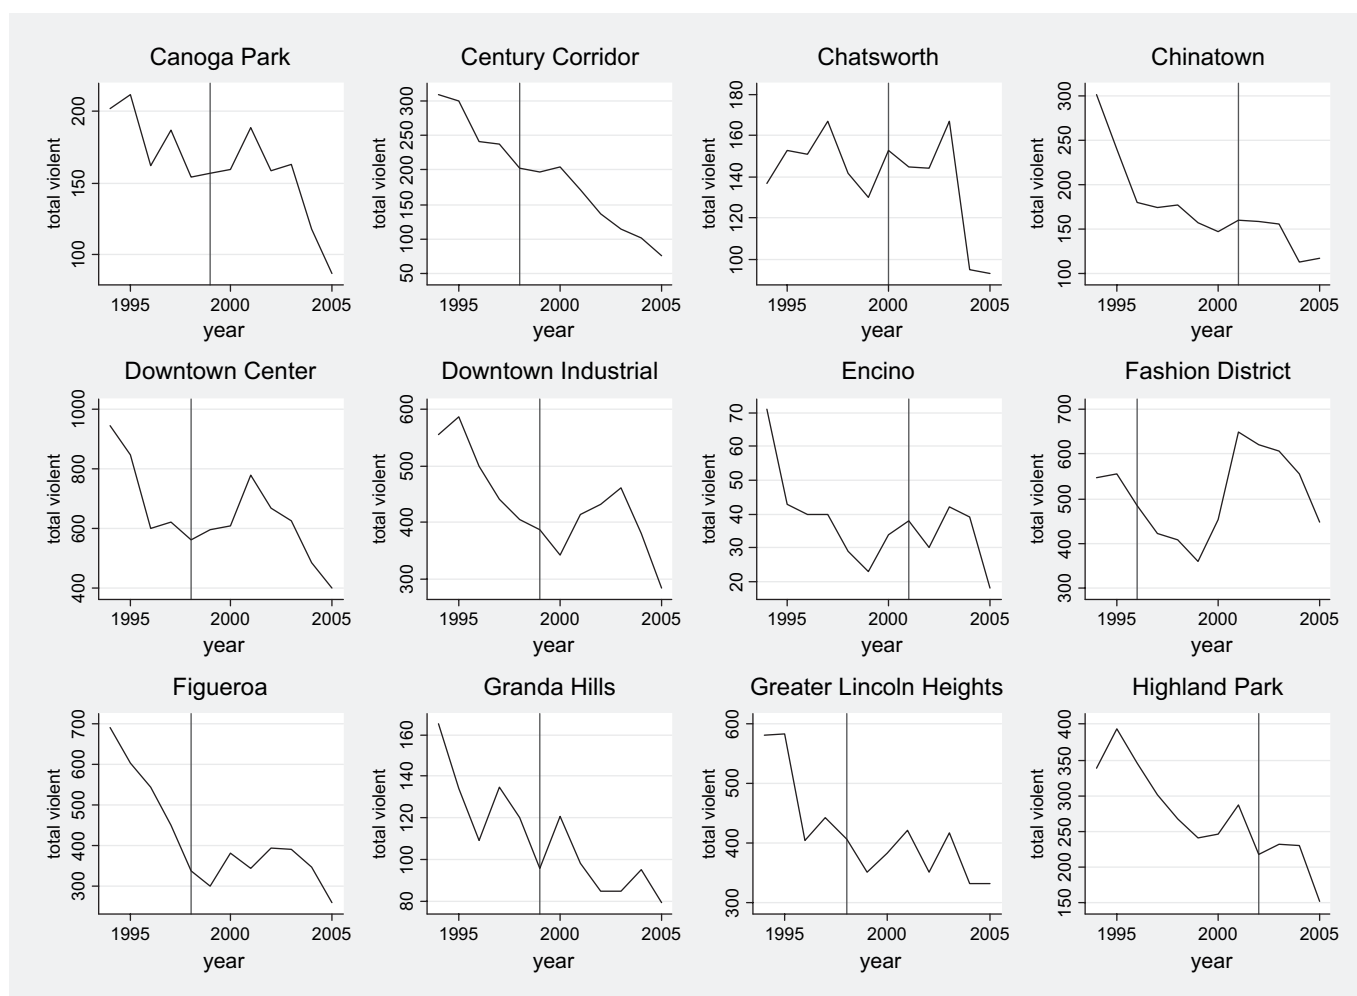 Canoga Park
total violent
200
150
100
1995 2000 2005
year
Century Corridor
total violent
300
250
200
150
100
50
1995 2000 2005
year
Chatsworth
total violent
180
160
140
120
100
1995 2000 2005
year
Chinatown
total violent
300
250
200
150
100
1995 2000 2005
year
Downtown Center
total violent
1000
800
600
400
1995 2000 2005
year
Downtown Industrial
total violent
600
500
400
300
1995 2000 2005
year
Encino
total violent
70
60
50
40
30
20
1995 2000 2005
year
Fashion District
total violent
700
600
500
400
300
1995 2000 2005
year
Figueroa
total violent
700
600
500
400
300
1995 2000 2005
year
Granda Hills
total violent
160
140
120
100
80
1995 2000 2005
year
Greater Lincoln Heights
total violent
600
500
400
300
1995 2000 2005
year
Highland Park
total violent
400
350
300
250
200
150
1995 2000 2005
year